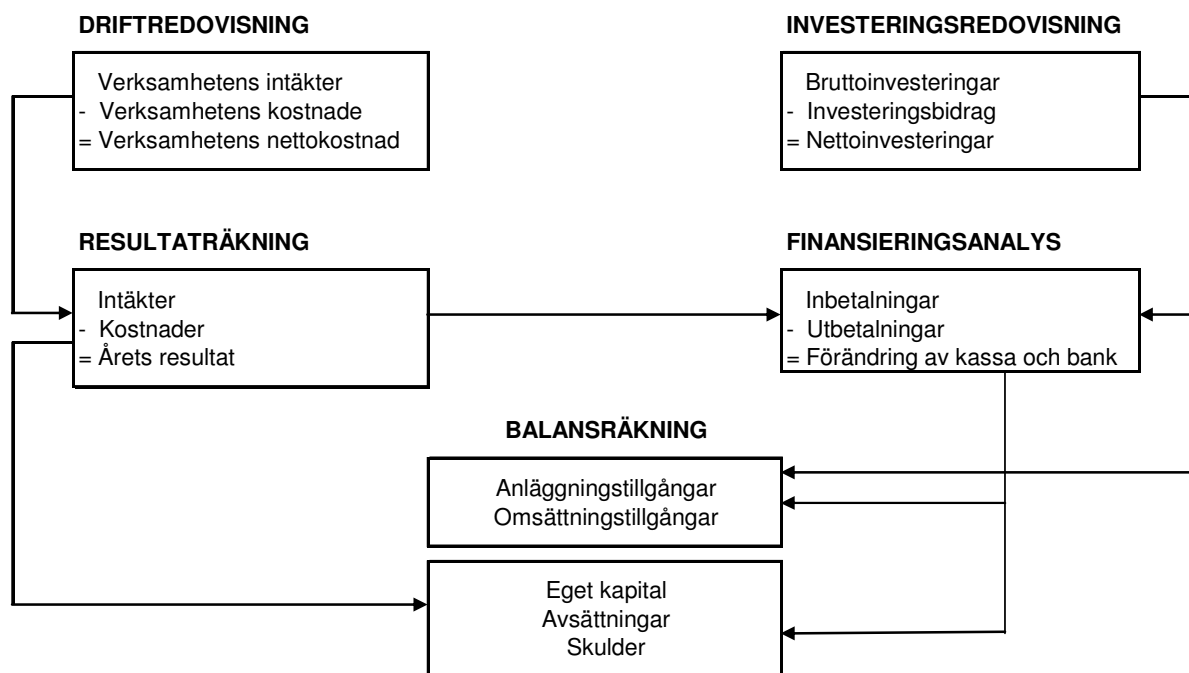 DRIFTREDOVISNING
Verksamhetens intäkter
- Verksamhetens kostnade
= Verksamhetens nettokostnad
INVESTERINGSREDOVISNING
Bruttoinvesteringar
- Investeringsbidrag
= Nettoinvesteringar
RESULTATRÄKNING
Intäkter
- Kostnader
= Årets resultat
FINANSIERINGSANALYS
Inbetalningar
- Utbetalningar
= Förändring av kassa och bank
BALANSRÄKNING
Anläggningstillgångar
Omsättningstillgångar
Eget kapital
Avsättningar
Skulder